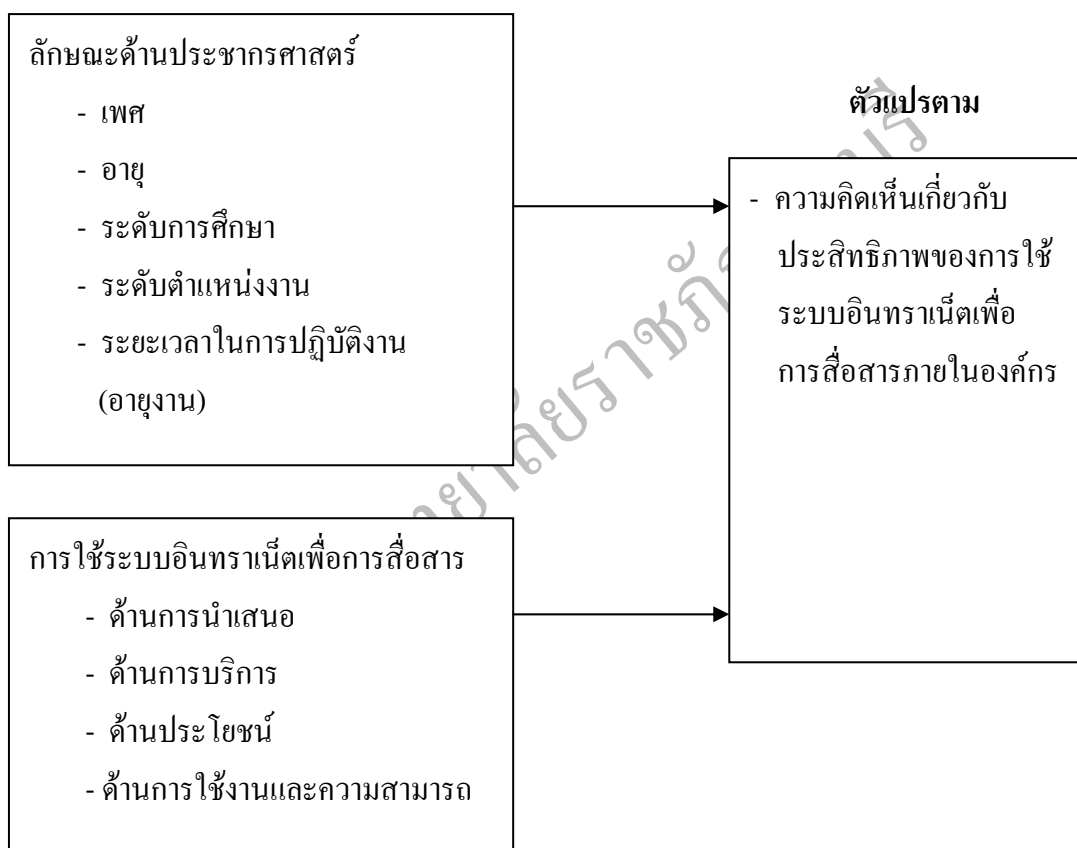 ลักษณะด้านประชากรศาสตร์
- เพศ
- อายุ
- ระดับการศึกษา
- ระดับตำแหน่งงาน
- ระยะเวลาในการปฏิบัติงาน
(อายุงาน)
การใช้ระบบอินทราเน็ตเพื่อการสื่อสาร
- ด้านการนำเสนอ
- ด้านการบริการ
- ด้านประโยชน์
- ด้านการใช้งานและความสามารถ
ตัวแปรตาม
- ความคิดเห็นเกี่ยวกับ
ประสิทธิภาพของการใช้
ระบบอินทราเน็ตเพื่อ
การสื่อสารภายในองค์กร